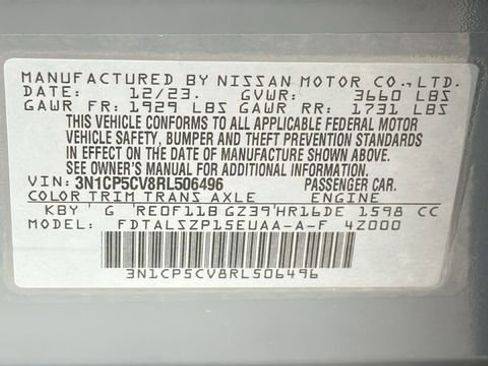 MANUFACTURED BY NISSAN MOTOR CO., LTD.
DATE: 12/23. GVWR: 3660 LBS
GAWR FR: 1929 LBS GAWR RR: 1731 LBS
THIS VEHICLE CONFORMS TO ALL APPLICABLE FEDERAL MOTOR
VEHICLE SAFETY, BUMPER AND THEFT PREVENTION STANDARDS
IN EFFECT ON THE DATE OF MANUFACTURE SHOWN ABOVE.
SEE OWNER'S MANUAL FOR ADDITIONAL INFORMATION.
VIN: 3N1CP5CV8RL506496 PASSENGER CAR.
COLOR TRIM TRANS AXLE ENGINE
KBY G RE0F11B GZ39 HR16DE 1598 CC
MODEL: FDTALSZP15EUAA-A-F 4Z000
3N1CP5CV8RL506496